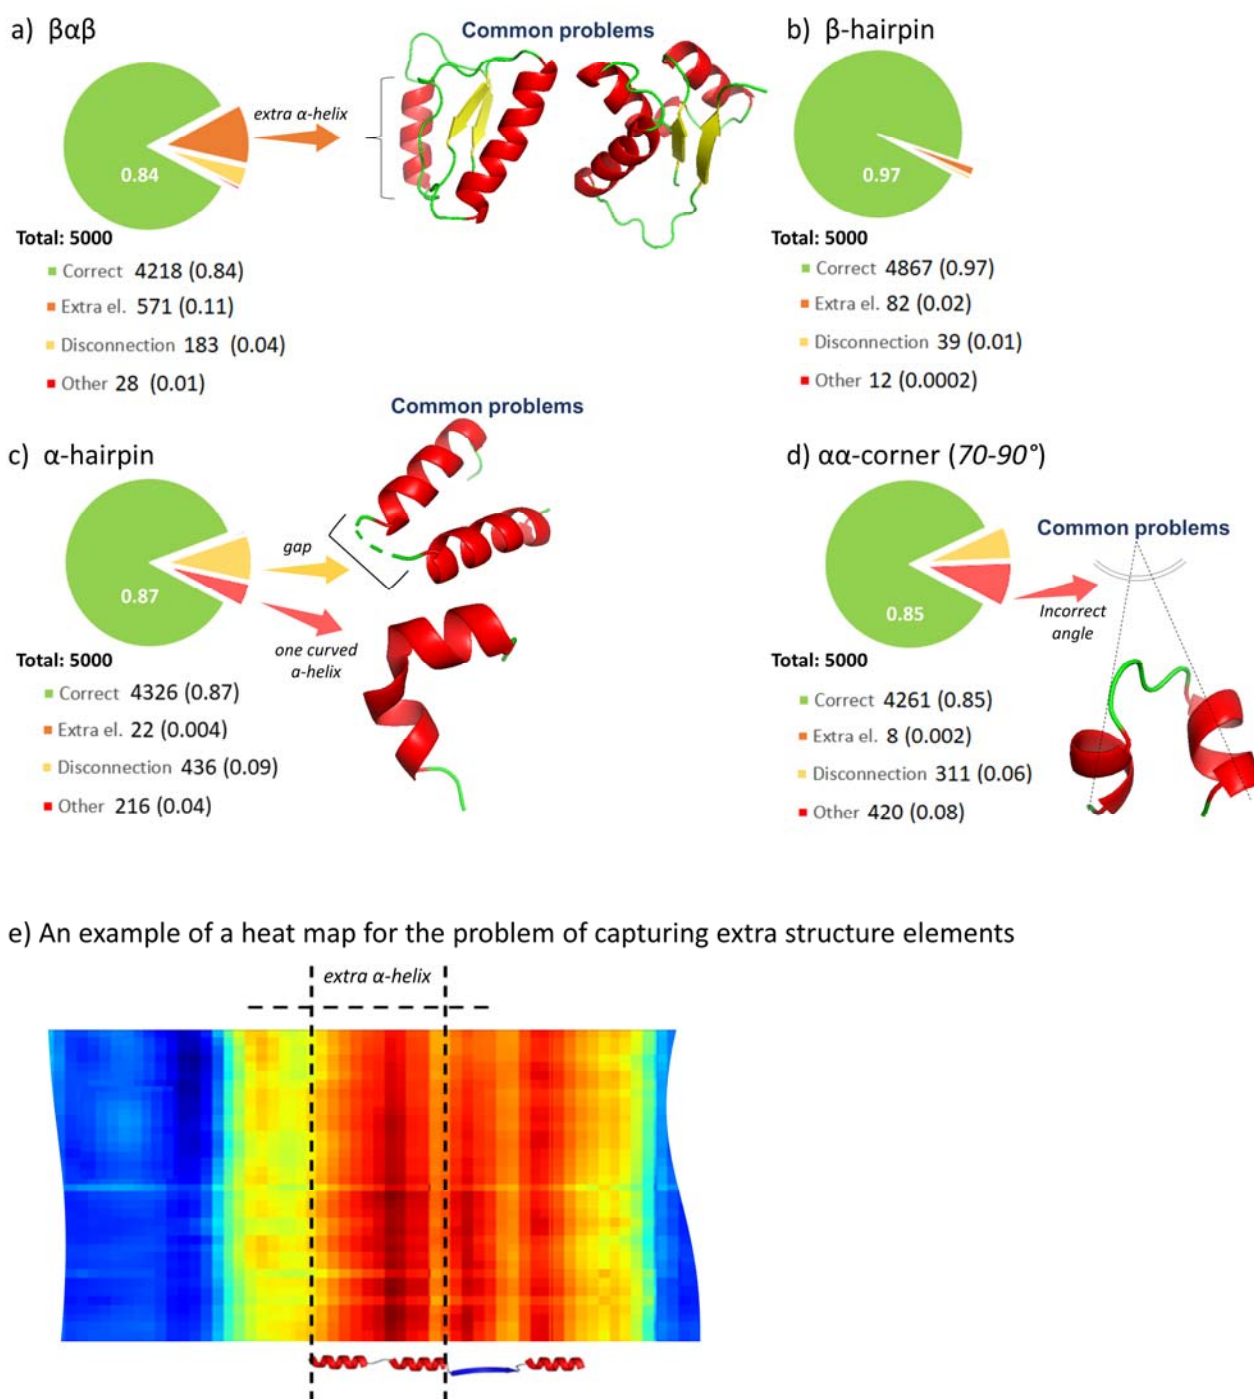 a) βαβ
Common problems
b) β-hairpin
extra α-helix
0.84
0.97
Total: 5000
Correct 4218 (0.84)
Extra el. 571 (0.11)
Disconnection 183 (0.04)
Other 28 (0.01)
Total: 5000
Correct 4867 (0.97)
Extra el. 82 (0.02)
Disconnection 39 (0.01)
Other 12 (0.0002)
Common problems
c) α-hairpin
gap
0.87
one curved
α-helix
Total: 5000
Correct 4326 (0.87)
Extra el. 22 (0.004)
Disconnection 436 (0.09)
Other 216 (0.04)
d) αα-corner (70-90°)
Common problems
0.85
Incorrect
angle
Total: 5000
Correct 4261 (0.85)
Extra el. 8 (0.002)
Disconnection 311 (0.06)
Other 420 (0.08)
e) An example of a heat map for the problem of capturing extra structure elements
extra α-helix